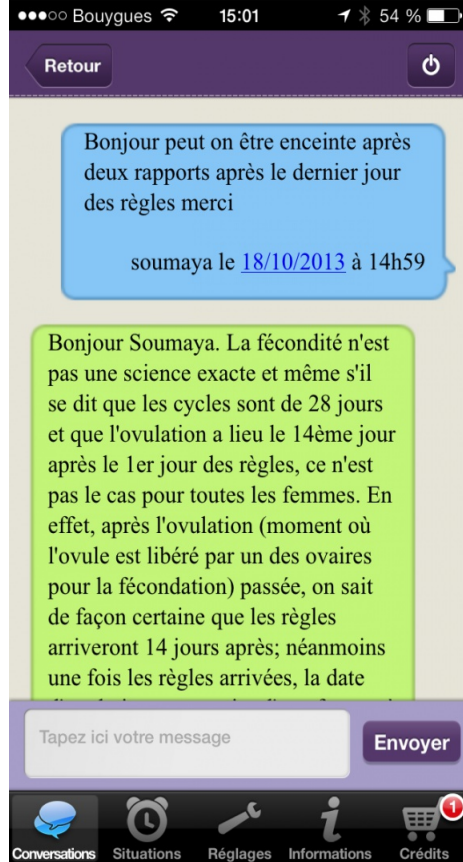 Bouygues 15:01 54 %
Retour
Bonjour peut on être enceinte après
deux rapports après le dernier jour
des règles merci
soumaya le 18/10/2013 à 14h59
Bonjour Soumaya. La fécondité n'est
pas une science exacte et même s'il
se dit que les cycles sont de 28 jours
et que l'ovulation a lieu le 14ème jour
après le 1er jour des règles, ce n'est
pas le cas pour toutes les femmes. En
effet, après l'ovulation (moment où
l'ovule est libéré par un des ovaires
pour la fécondation) passée, on sait
de façon certaine que les règles
arriveront 14 jours après; néanmoins
une fois les règles arrivées, la date
Tapez ici votre message
Envoyer
1
Conversations Situations Réglages Informations Crédits